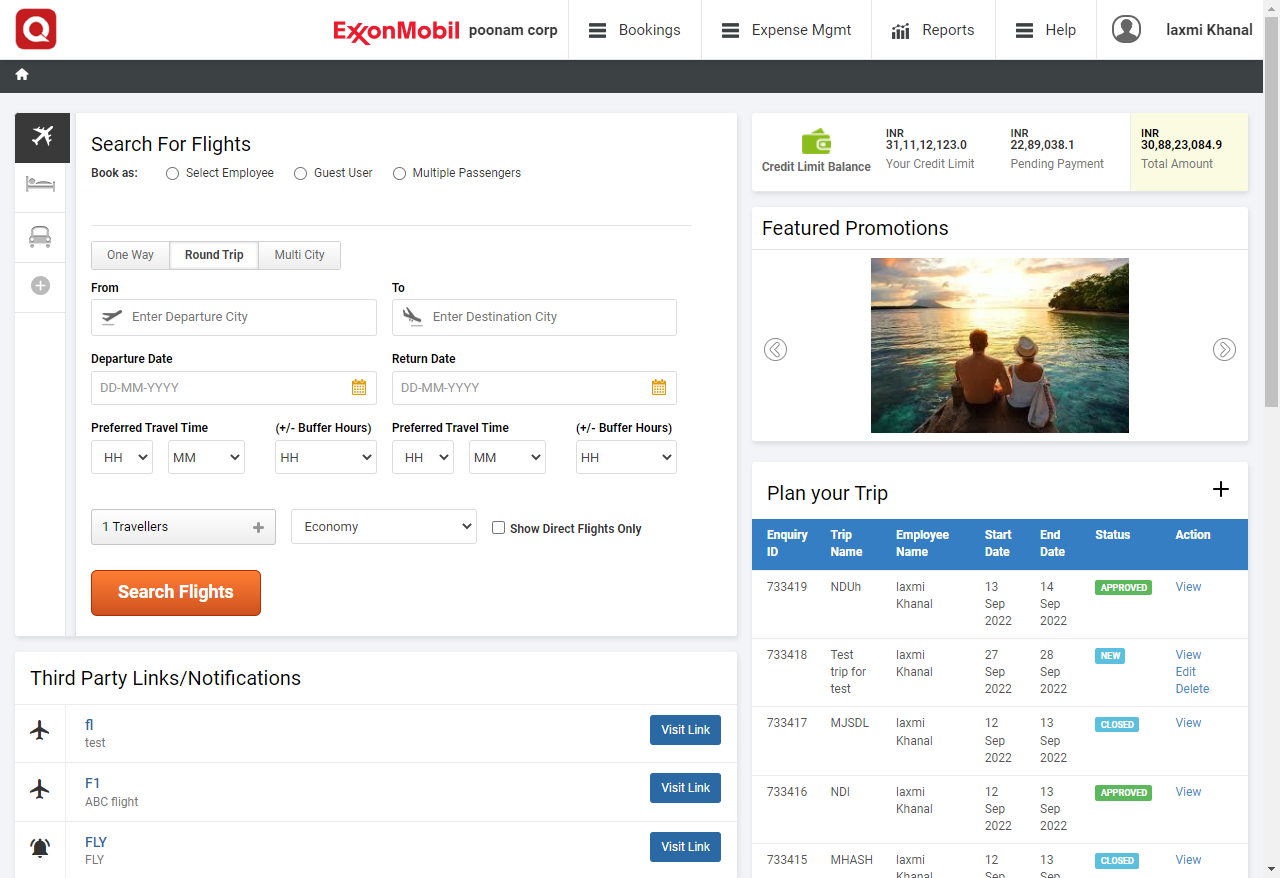 Q
ExxonMobil poonam corp Bookings Expense Mgmt Reports Help laxmi Khanal
Search For Flights
Book as: Select Employee Guest User Multiple Passengers
One Way Round Trip Multi City
From To
Enter Departure City Enter Destination City
Departure Date Return Date
DD-MM-YYYY DD-MM-YYYY
Preferred Travel Time (+/- Buffer Hours) Preferred Travel Time (+/- Buffer Hours)
HH MM HH HH MM HH
1 Travellers Economy Show Direct Flights Only
Search Flights
Third Party Links/Notifications
fl
test
Visit Link
F1
ABC flight
Visit Link
FLY
FLY
Visit Link
Credit Limit Balance
INR
31,11,12,123.0
Your Credit Limit
INR
22,89,038.1
Pending Payment
INR
30,88,23,084.9
Total Amount
Featured Promotions
Plan your Trip
Enquiry Trip Employee Start End Status Action
ID Name Name Date Date
733419 NDUh laxmi 13 14 APPROVED View
Khanal Sep Sep
2022 2022
733418 Test laxmi 27 28 NEW View
trip for Khanal Sep Sep Edit
test 2022 2022 Delete
733417 MJSDL laxmi 12 13 CLOSED View
Khanal Sep Sep
2022 2022
733416 NDI laxmi 12 13 APPROVED View
Khanal Sep Sep
2022 2022
733415 MHASH laxmi 12 13 CLOSED View
Khanal Sep Sep